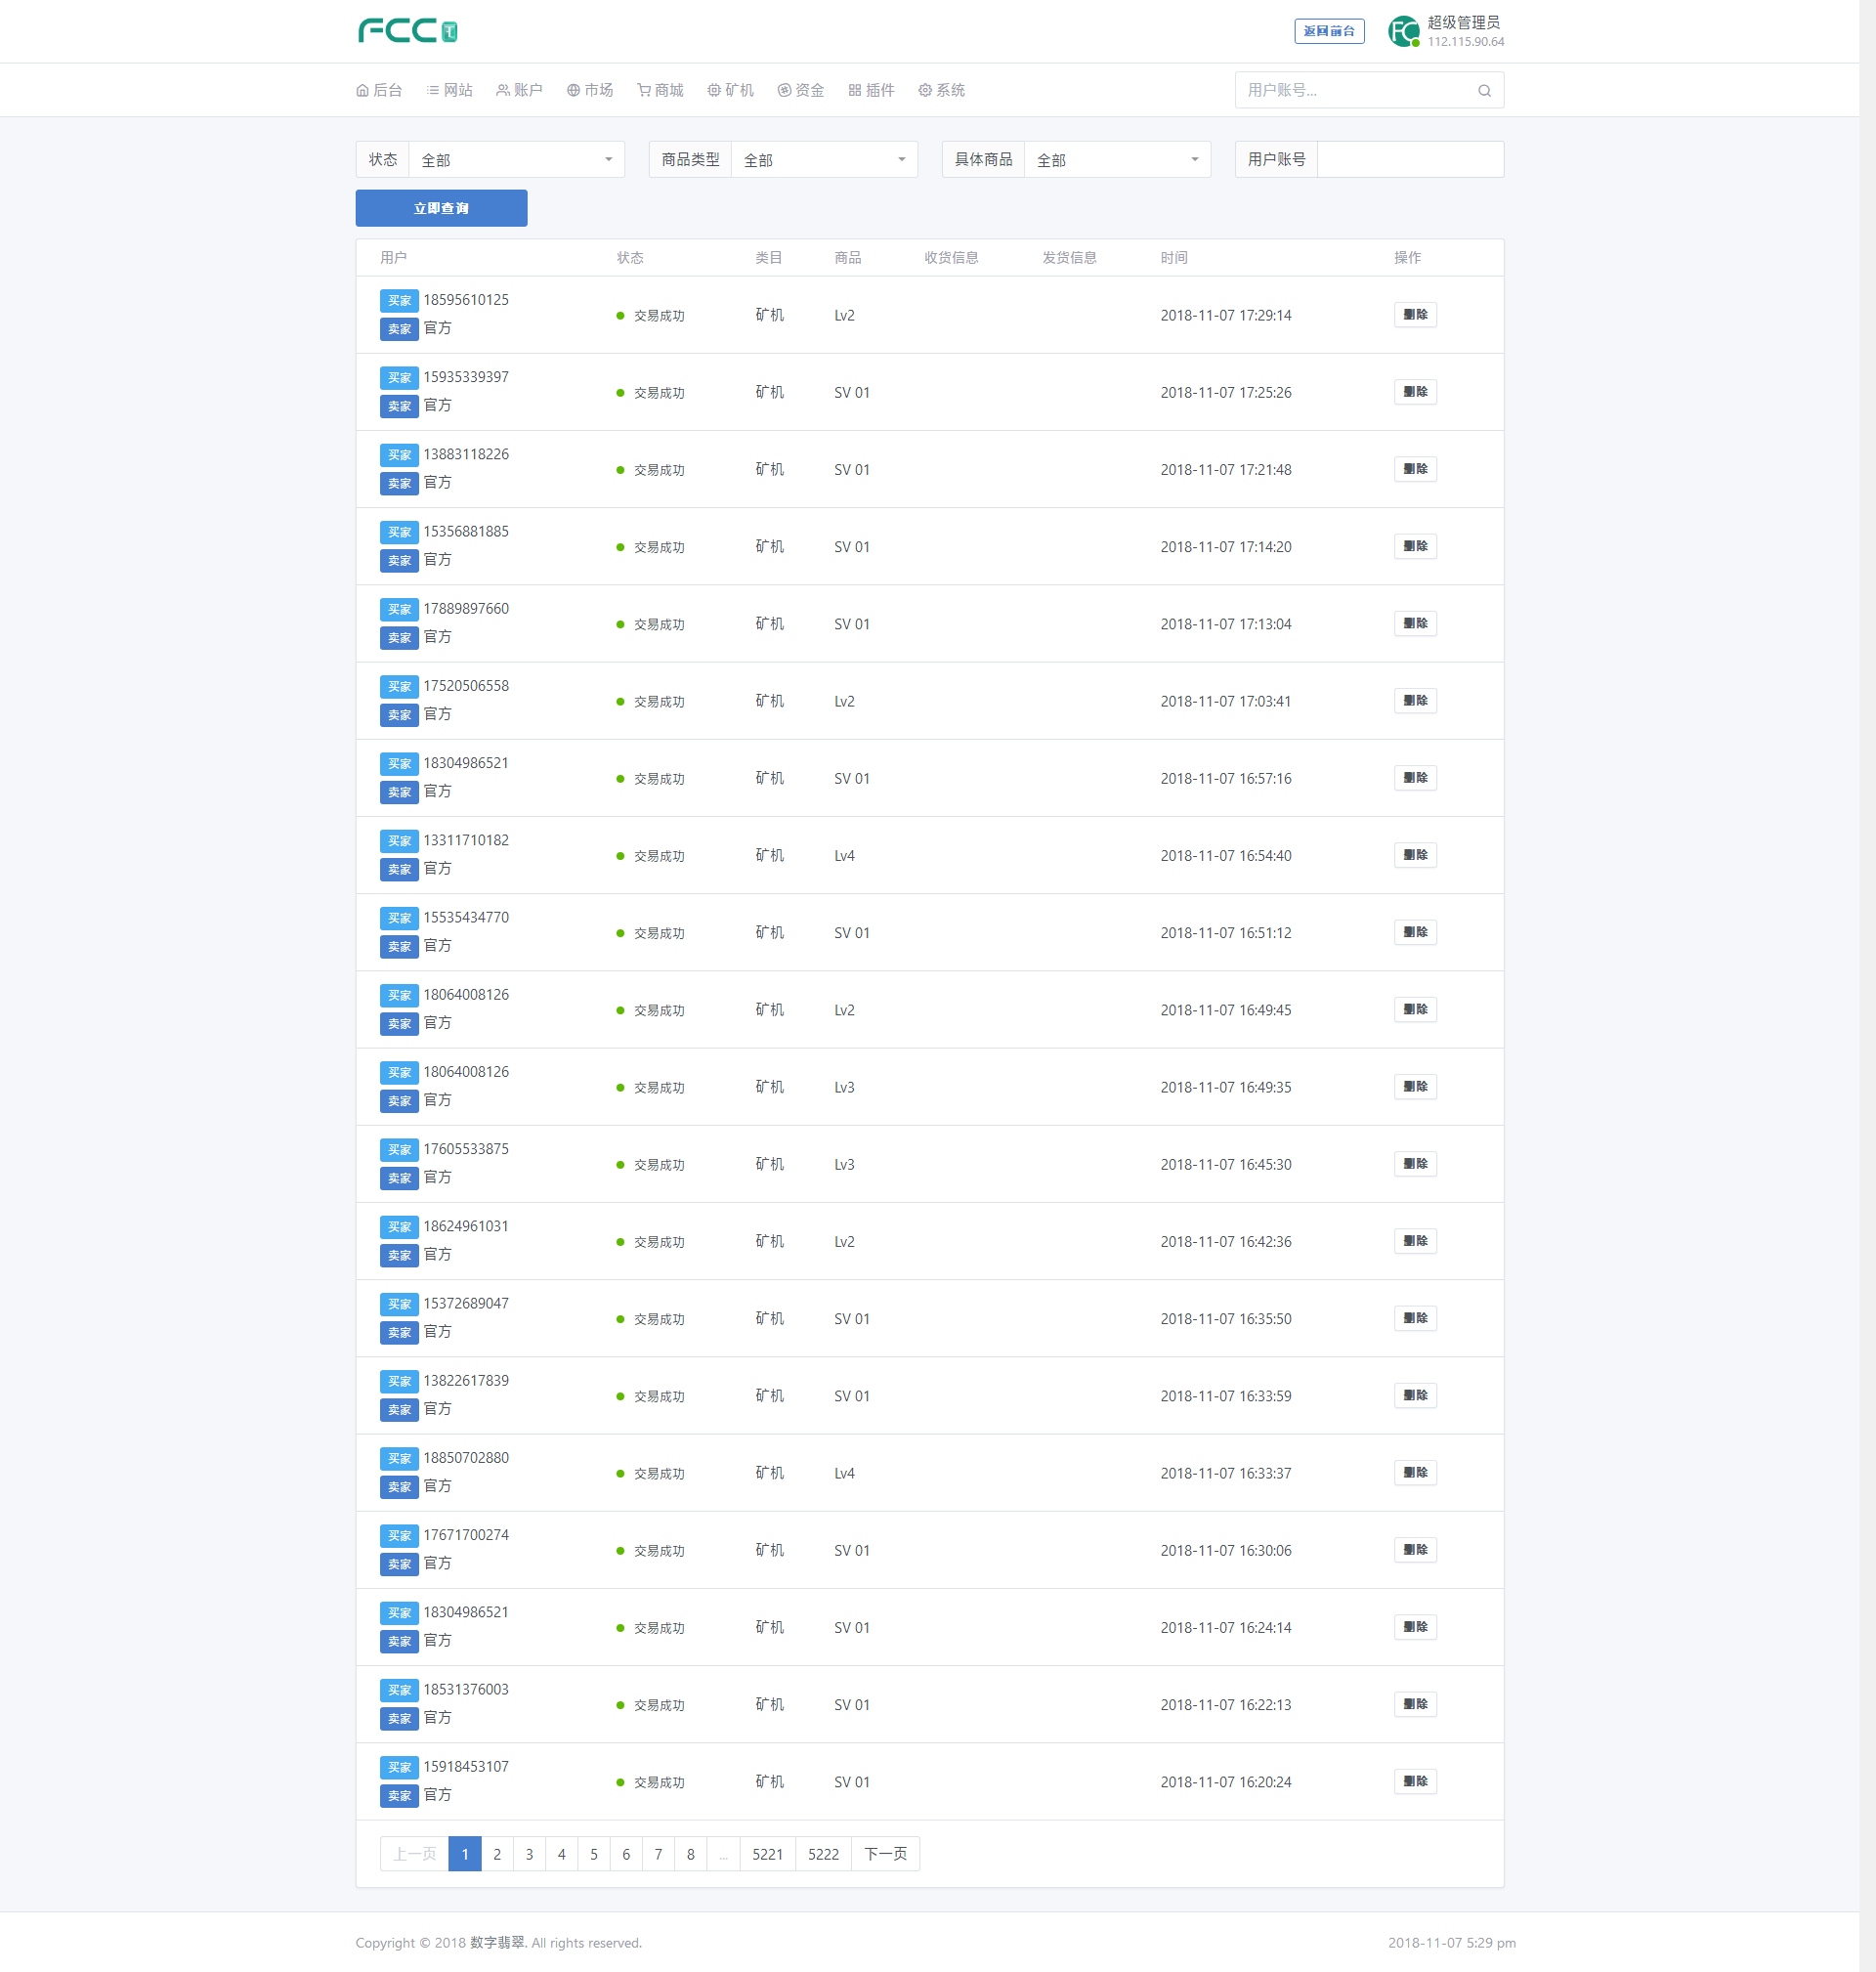 FCC
返回前台
超级管理员
112.115.90.64
后台 网站 账户 市场 商城 矿机 资金 插件 系统
用户账号...
状态 全部 商品类型 全部 具体商品 全部 用户账号
立即查询
用户 状态 类目 商品 收货信息 发货信息 时间 操作
买家 18595610125
卖家 官方
交易成功 矿机 Lv2 2018-11-07 17:29:14 删除
买家 15935339397
卖家 官方
交易成功 矿机 SV 01 2018-11-07 17:25:26 删除
买家 13883118226
卖家 官方
交易成功 矿机 SV 01 2018-11-07 17:21:48 删除
买家 15356881885
卖家 官方
交易成功 矿机 SV 01 2018-11-07 17:14:20 删除
买家 17889897660
卖家 官方
交易成功 矿机 SV 01 2018-11-07 17:13:04 删除
买家 17520506558
卖家 官方
交易成功 矿机 Lv2 2018-11-07 17:03:41 删除
买家 18304986521
卖家 官方
交易成功 矿机 SV 01 2018-11-07 16:57:16 删除
买家 13311710182
卖家 官方
交易成功 矿机 Lv4 2018-11-07 16:54:40 删除
买家 15535434770
卖家 官方
交易成功 矿机 SV 01 2018-11-07 16:51:12 删除
买家 18064008126
卖家 官方
交易成功 矿机 Lv2 2018-11-07 16:49:45 删除
买家 18064008126
卖家 官方
交易成功 矿机 Lv3 2018-11-07 16:49:35 删除
买家 17605533875
卖家 官方
交易成功 矿机 Lv3 2018-11-07 16:45:30 删除
买家 18624961031
卖家 官方
交易成功 矿机 Lv2 2018-11-07 16:42:36 删除
买家 15372689047
卖家 官方
交易成功 矿机 SV 01 2018-11-07 16:35:50 删除
买家 13822617839
卖家 官方
交易成功 矿机 SV 01 2018-11-07 16:33:59 删除
买家 18850702880
卖家 官方
交易成功 矿机 Lv4 2018-11-07 16:33:37 删除
买家 17671700274
卖家 官方
交易成功 矿机 SV 01 2018-11-07 16:30:06 删除
买家 18304986521
卖家 官方
交易成功 矿机 SV 01 2018-11-07 16:24:14 删除
买家 18531376003
卖家 官方
交易成功 矿机 SV 01 2018-11-07 16:22:13 删除
买家 15918453107
卖家 官方
交易成功 矿机 SV 01 2018-11-07 16:20:24 删除
上一页 1 2 3 4 5 6 7 8 ... 5221 5222 下一页
Copyright © 2018 数字翡翠. All rights reserved. 2018-11-07 5:29 pm